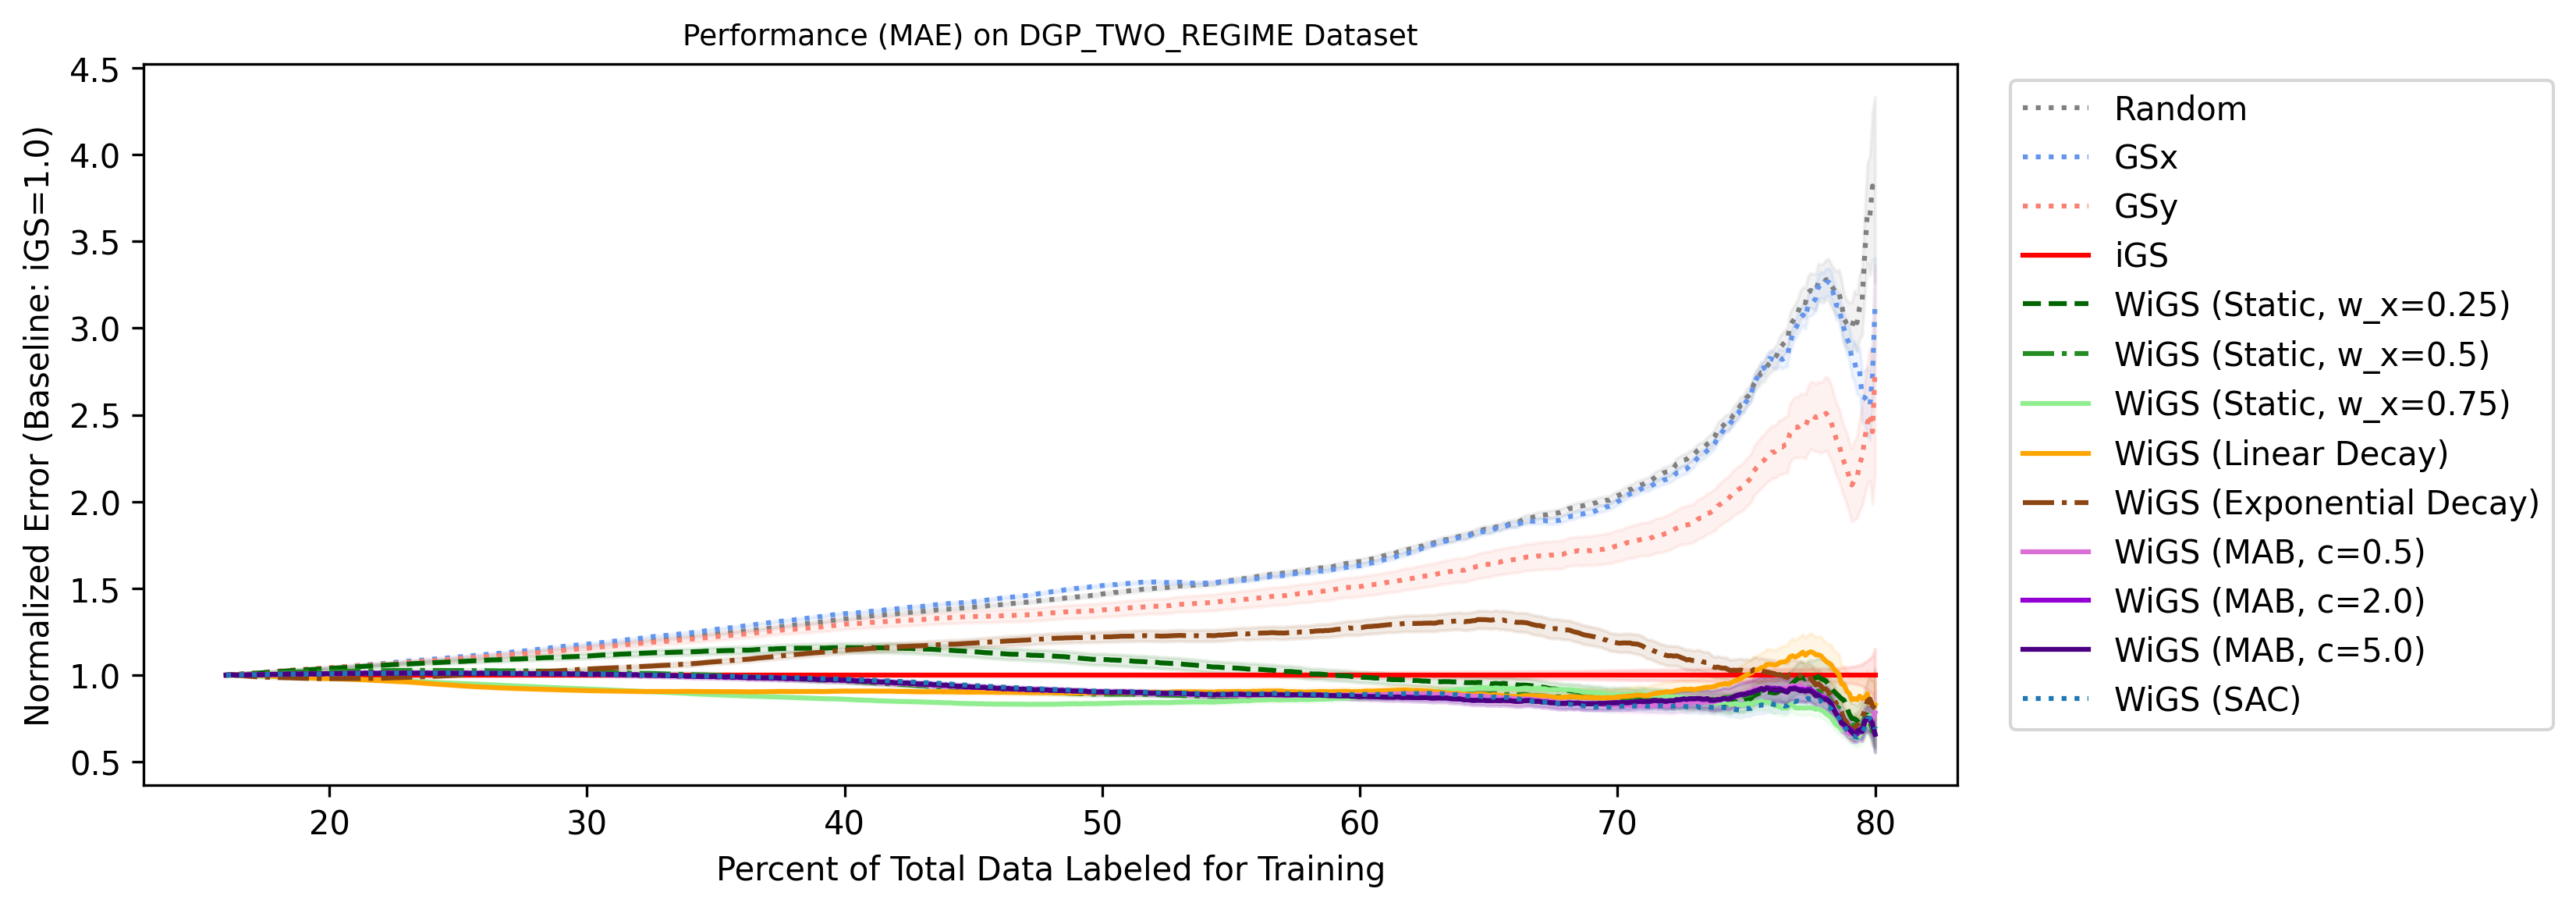 Performance (MAE) on DGP_TWO_REGIME Dataset
Normalized Error (Baseline: iGS=1.0)
4.5
4.0
3.5
3.0
2.5
2.0
1.5
1.0
0.5
20 30 40 50 60 70 80
Percent of Total Data Labeled for Training
Random
GSx
GSy
iGS
WiGS (Static, w_x=0.25)
WiGS (Static, w_x=0.5)
WiGS (Static, w_x=0.75)
WiGS (Linear Decay)
WiGS (Exponential Decay)
WiGS (MAB, c=0.5)
WiGS (MAB, c=2.0)
WiGS (MAB, c=5.0)
WiGS (SAC)